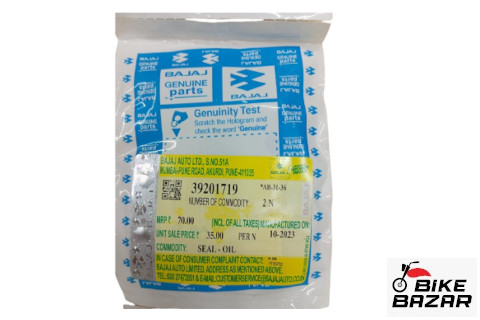 BAJAJ
GENUINE
parts
BAJAJ
Genuinity Test
Scratch the Hologram and
check the word 'Genuine'
BAJAJ AUTO LTD., S.NO.51A
MUMBAI-PUNE ROAD, AKURDI, PUNE-411035
39201719
NUMBER OF COMMODITY: 2 N
MRP ₹ 70.00 [INCL. OF ALL TAXES] MANUFACTURED ON
UNIT SALE PRICE ₹ 35.00 PER N 10-2023
COMMODITY: SEAL - OIL
IN CASE OF CONSUMER COMPLAINT CONTACT:
BAJAJ AUTO LIMITED, ADDRESS AS MENTIONED ABOVE.
BIKE
BAZAR